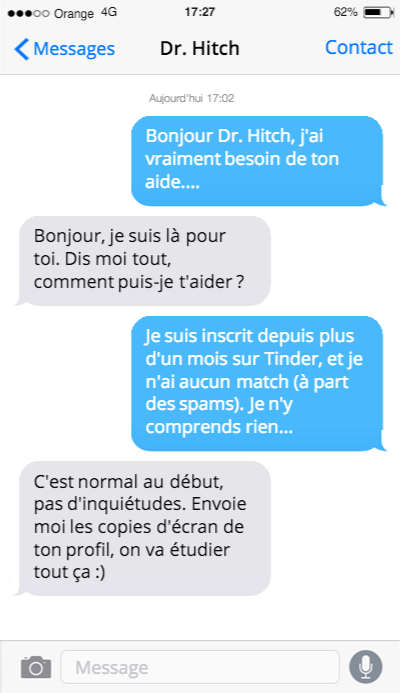 Orange 4G 17:27 62%
Messages Dr. Hitch Contact
Aujourd'hui 17:02
Bonjour Dr. Hitch, j'ai
vraiment besoin de ton
aide....
Bonjour, je suis là pour
toi. Dis moi tout,
comment puis-je t'aider ?
Je suis inscrit depuis plus
d'un mois sur Tinder, et je
n'ai aucun match (à part
des spams). Je n'y
comprends rien...
C'est normal au début,
pas d'inquiétudes. Envoie
moi les copies d'écran de
ton profil, on va étudier
tout ça :)
Message